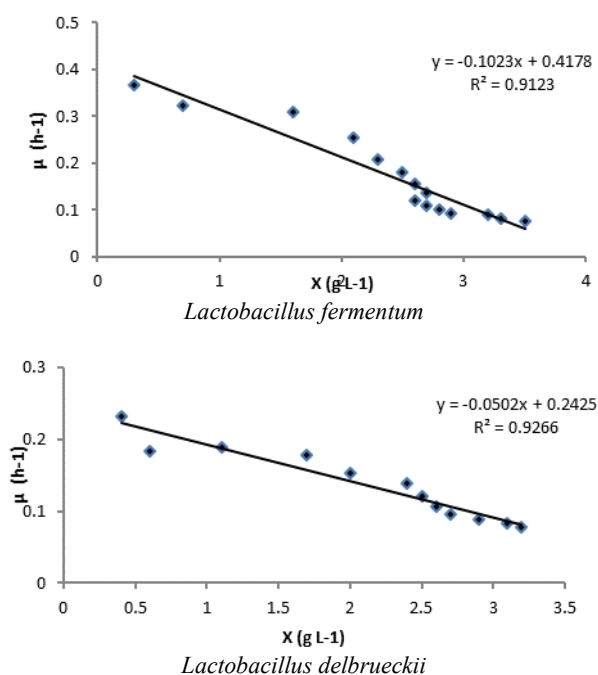 0.5
y = -0.1023x + 0.4178
R² = 0.9123
0.4
0.3
μ (h-1)
0.2
0.1
0
0 1 2 3 4
X (g L-1)
Lactobacillus fermentum
0.3
y = -0.0502x + 0.2425
R² = 0.9266
0.2
μ (h-1)
0.1
0
0 0.5 1 1.5 2 2.5 3 3.5
X (g L-1)
Lactobacillus delbrueckii